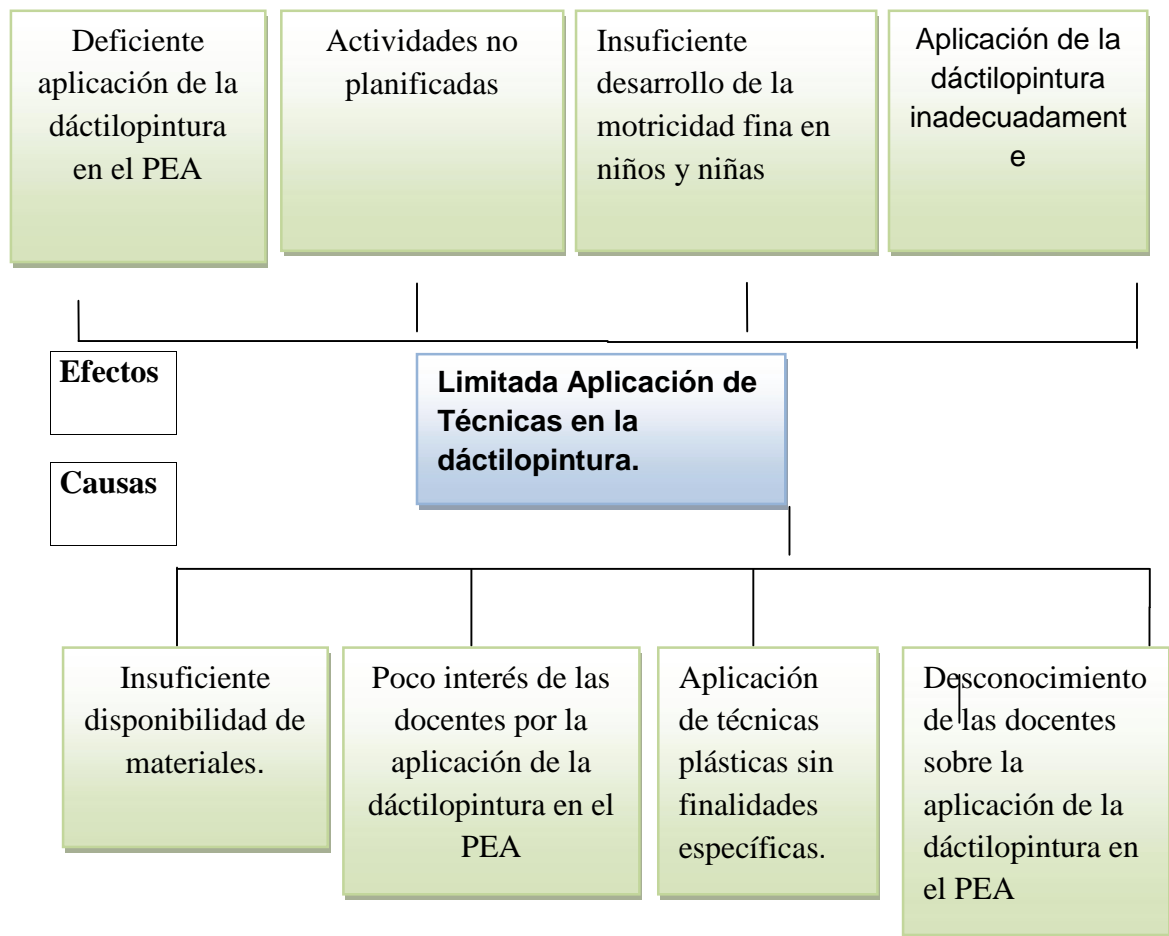 Deficiente
aplicación de la
dáctilopintura
en el PEA
Actividades no
planificadas
Insuficiente
desarrollo de la
motricidad fina en
niños y niñas
Aplicación de la
dáctilopintura
inadecuadament
e
Efectos
Limitada Aplicación de
Técnicas en la
dáctilopintura.
Causas
Insuficiente
disponibilidad de
materiales.
Poco interés de las
docentes por la
aplicación de la
dáctilopintura en el
PEA
Aplicación
de técnicas
plásticas sin
finalidades
específicas.
Desconocimiento
de las docentes
sobre la
aplicación de la
dáctilopintura en
el PEA